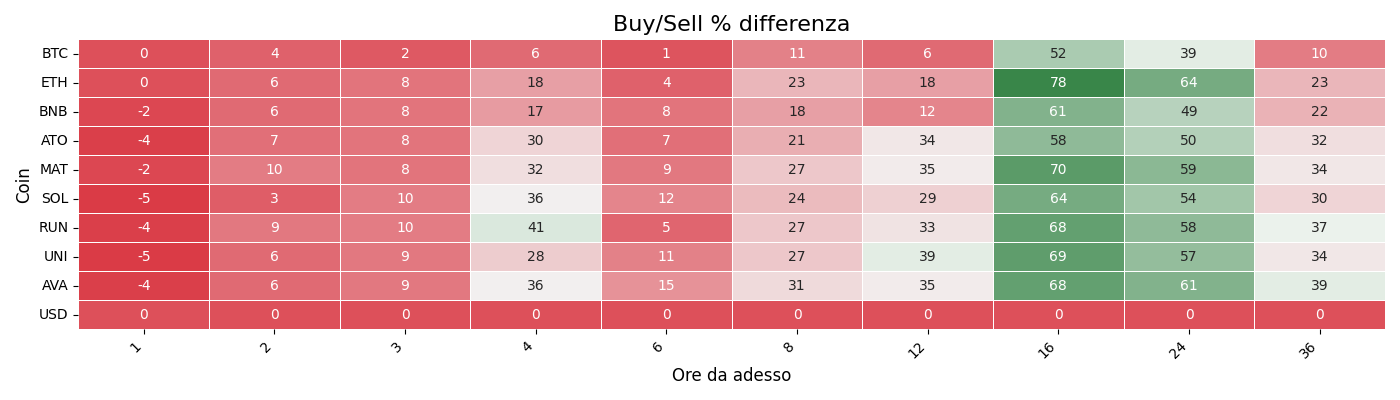 Buy/Sell % differenza
Coin
BTC 0 4 2 6 1 11 6 52 39 10
ETH 0 6 8 18 4 23 18 78 64 23
BNB -2 6 8 17 8 18 12 61 49 22
ATO -4 7 8 30 7 21 34 58 50 32
MAT -2 10 8 32 9 27 35 70 59 34
SOL -5 3 10 36 12 24 29 64 54 30
RUN -4 9 10 41 5 27 33 68 58 37
UNI -5 6 9 28 11 27 39 69 57 34
AVA -4 6 9 36 15 31 35 68 61 39
USD 0 0 0 0 0 0 0 0 0 0
1 2 3 4 6 8 12 16 24 36
Ore da adesso